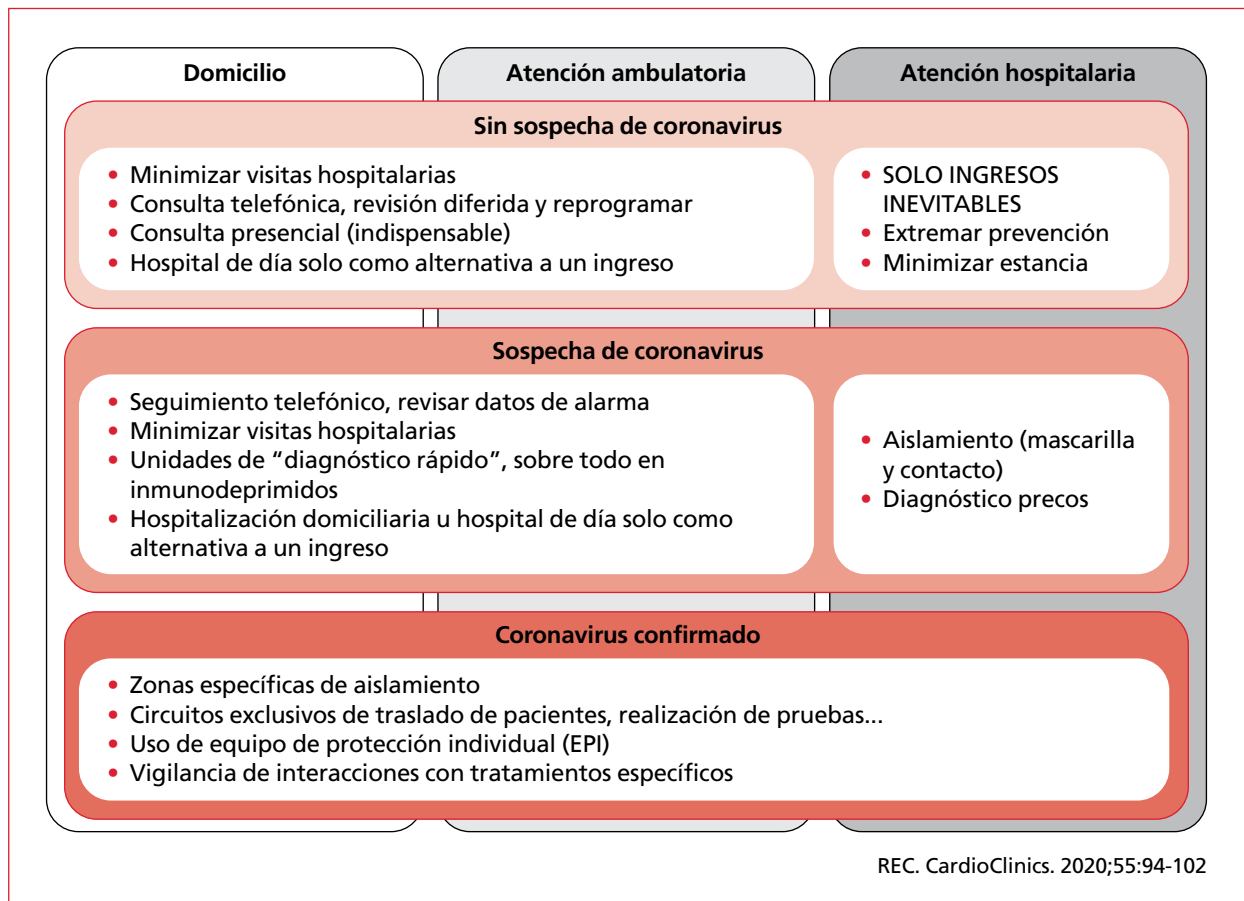 Domicilio
Atención ambulatoria
Atención hospitalaria
Sin sospecha de coronavirus
• Minimizar visitas hospitalarias
• Consulta telefónica, revisión diferida y reprogramar
• Consulta presencial (indispensable)
• Hospital de día solo como alternativa a un ingreso
• SOLO INGRESOS
INEVITABLES
• Extremar prevención
• Minimizar estancia
Sospecha de coronavirus
• Seguimiento telefónico, revisar datos de alarma
• Minimizar visitas hospitalarias
• Unidades de “diagnóstico rápido”, sobre todo en
inmunodeprimidos
• Hospitalización domiciliaria u hospital de día solo como
alternativa a un ingreso
• Aislamiento (mascarilla
y contacto)
• Diagnóstico precos
Coronavirus confirmado
• Zonas específicas de aislamiento
• Circuitos exclusivos de traslado de pacientes, realización de pruebas...
• Uso de equipo de protección individual (EPI)
• Vigilancia de interacciones con tratamientos específicos
REC. CardioClinics. 2020;55:94-102